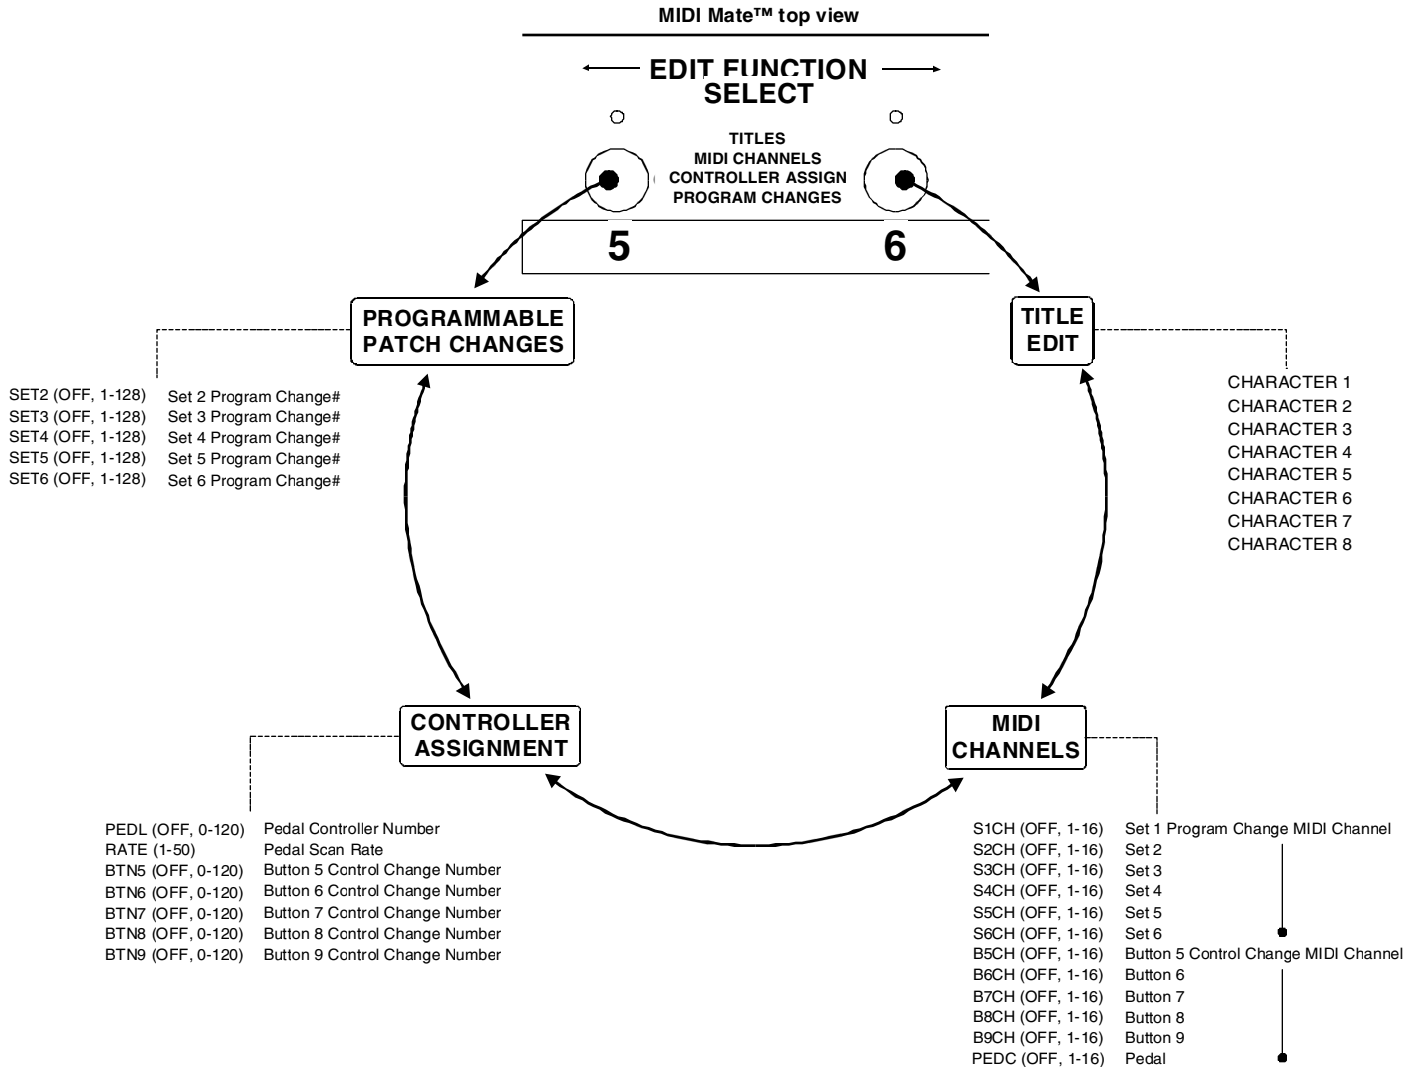 MIDI Mate™ top view
EDIT FUNCTION
SELECT
TITLES
MIDI CHANNELS
CONTROLLER ASSIGN
PROGRAM CHANGES
5
6
PROGRAMMABLE
PATCH CHANGES
SET2 (OFF, 1-128) Set 2 Program Change#
SET3 (OFF, 1-128) Set 3 Program Change#
SET4 (OFF, 1-128) Set 4 Program Change#
SET5 (OFF, 1-128) Set 5 Program Change#
SET6 (OFF, 1-128) Set 6 Program Change#
TITLE
EDIT
CHARACTER 1
CHARACTER 2
CHARACTER 3
CHARACTER 4
CHARACTER 5
CHARACTER 6
CHARACTER 7
CHARACTER 8
CONTROLLER
ASSIGNMENT
PEDL (OFF, 0-120) Pedal Controller Number
RATE (1-50) Pedal Scan Rate
BTN5 (OFF, 0-120) Button 5 Control Change Number
BTN6 (OFF, 0-120) Button 6 Control Change Number
BTN7 (OFF, 0-120) Button 7 Control Change Number
BTN8 (OFF, 0-120) Button 8 Control Change Number
BTN9 (OFF, 0-120) Button 9 Control Change Number
MIDI
CHANNELS
S1CH (OFF, 1-16) Set 1 Program Change MIDI Channel
S2CH (OFF, 1-16) Set 2
S3CH (OFF, 1-16) Set 3
S4CH (OFF, 1-16) Set 4
S5CH (OFF, 1-16) Set 5
S6CH (OFF, 1-16) Set 6
B5CH (OFF, 1-16) Button 5 Control Change MIDI Channel
B6CH (OFF, 1-16) Button 6
B7CH (OFF, 1-16) Button 7
B8CH (OFF, 1-16) Button 8
B9CH (OFF, 1-16) Button 9
PEDC (OFF, 1-16) Pedal